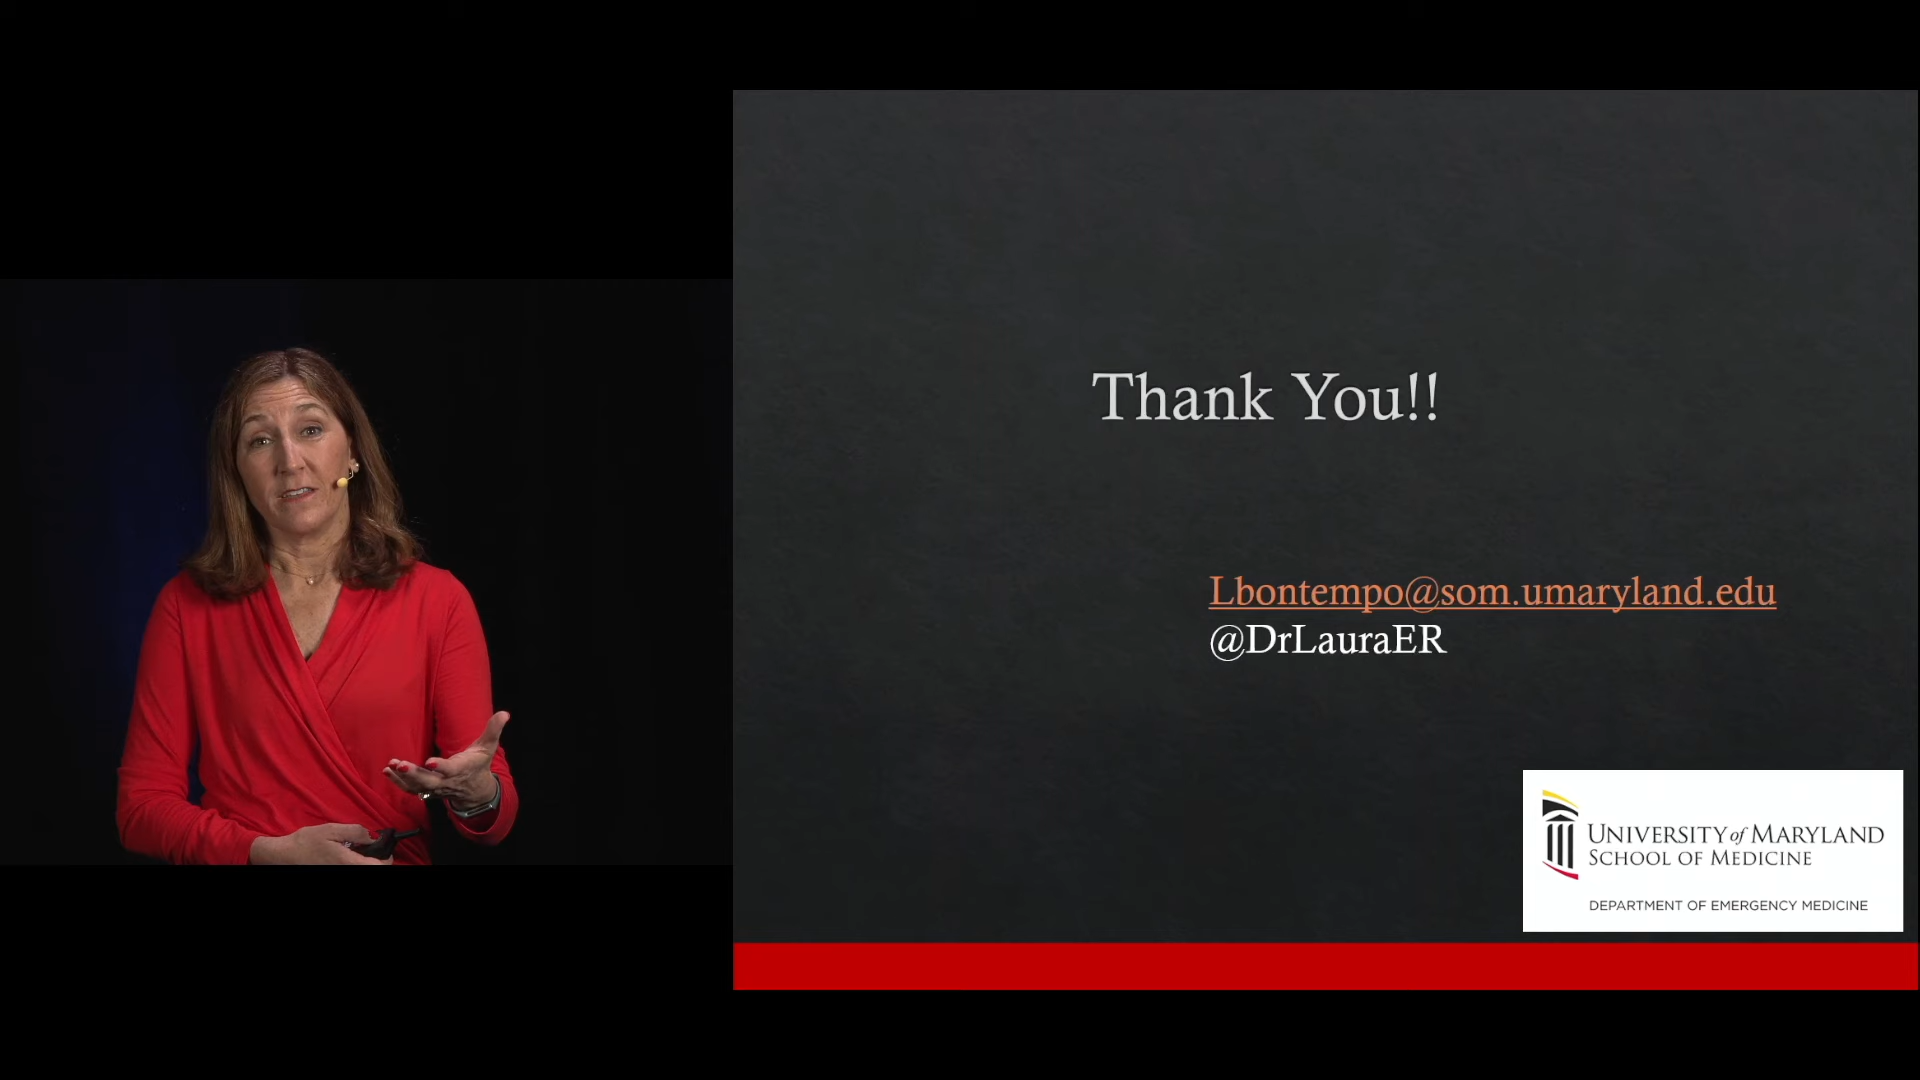 Thank You!!
Lbontempo@som.umaryland.edu
@DrLauraER
UNIVERSITY of MARYLAND
SCHOOL OF MEDICINE
DEPARTMENT OF EMERGENCY MEDICINE